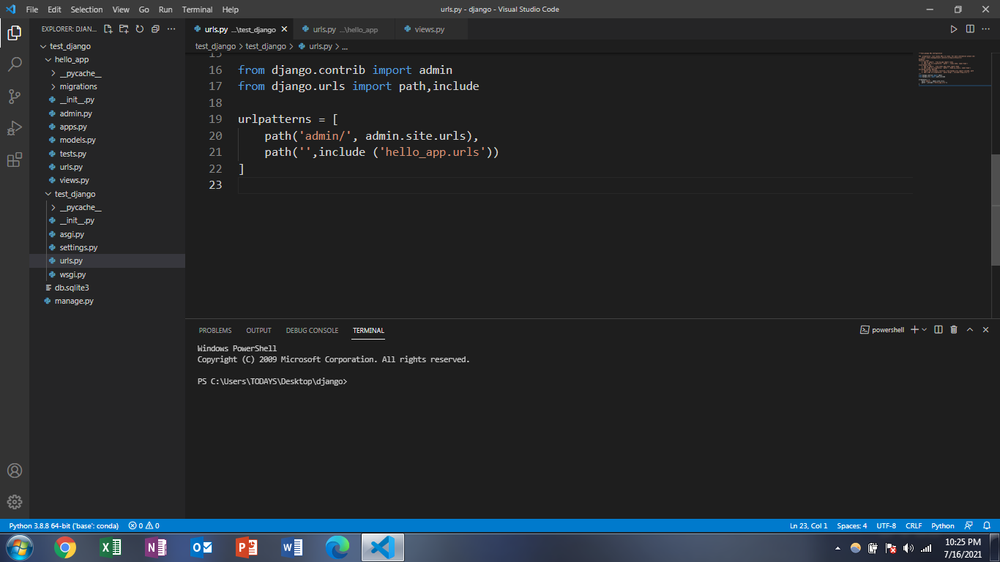 File Edit Selection View Go Run Terminal Help
urls.py - django - Visual Studio Code
EXPLORER: DJAN...
test_django
hello_app
__pycache__
migrations
__init__.py
admin.py
apps.py
models.py
tests.py
urls.py
views.py
test_django
__pycache__
__init__.py
asgi.py
settings.py
urls.py
wsgi.py
db.sqlite3
manage.py
urls.py ...\test_django
urls.py ...\hello_app
views.py
test_django > test_django > urls.py > ...
15
16 from django.contrib import admin
17 from django.urls import path,include
18
19 urlpatterns = [
20 path('admin/', admin.site.urls),
21 path('',include ('hello_app.urls'))
22 ]
23
PROBLEMS OUTPUT DEBUG CONSOLE TERMINAL
powershell
Windows PowerShell
Copyright (C) 2009 Microsoft Corporation. All rights reserved.
PS C:\Users\TODAYS\Desktop\django>
Python 3.8.8 64-bit ('base': conda) 0 0
Ln 23, Col 1 Spaces: 4 UTF-8 CRLF Python
10:25 PM
7/16/2021